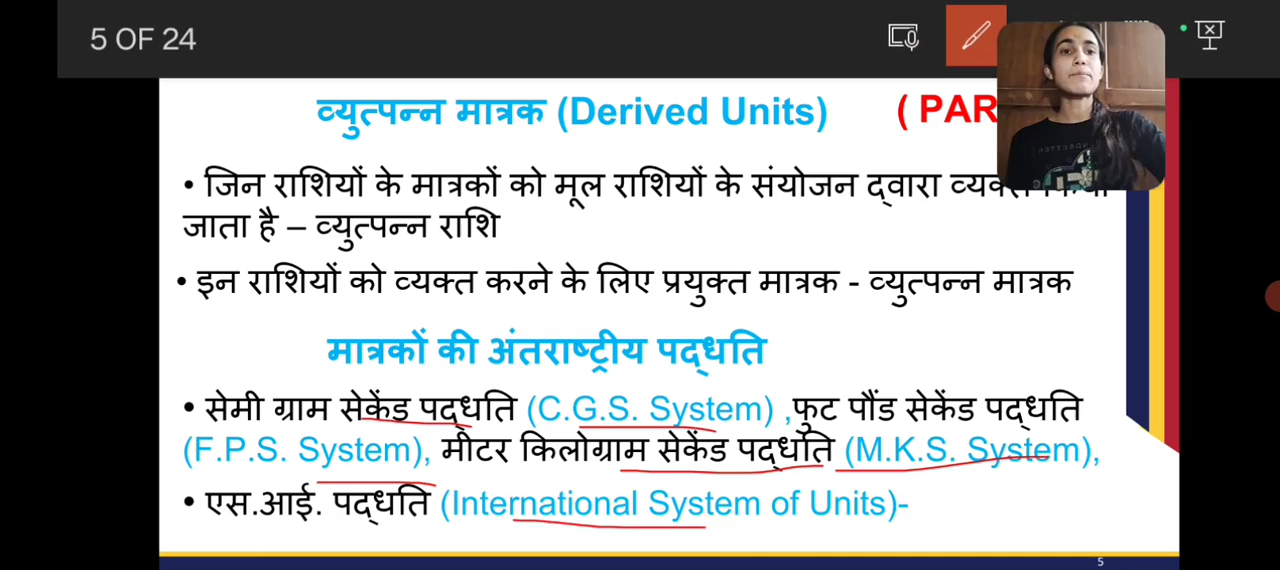 5 OF 24
व्युत्पन्न मात्रक (Derived Units) ( PAR
• जिन राशियों के मात्रकों को मूल राशियों के संयोजन द्वारा
जाता है – व्युत्पन्न राशि
• इन राशियों को व्यक्त करने के लिए प्रयुक्त मात्रक - व्युत्पन्न मात्रक
मात्रकों की अंतराष्ट्रीय पद्धति
• सेमी ग्राम सेकेंड पद्धति (C.G.S. System) ,फुट पौंड सेकेंड पद्धति
(F.P.S. System), मीटर किलोग्राम सेकेंड पद्धति (M.K.S. System),
• एस.आई. पद्धति (International System of Units)-
5